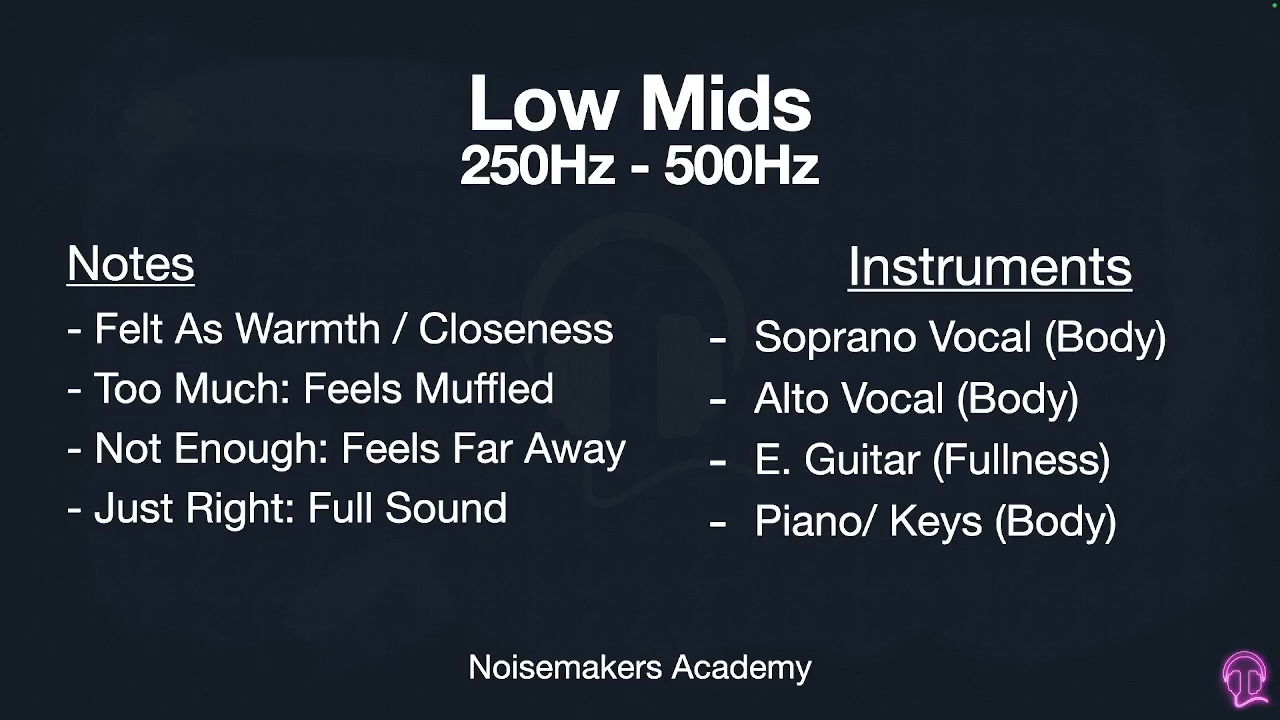 Low Mids
250Hz - 500Hz
Notes
- Felt As Warmth / Closeness
- Too Much: Feels Muffled
- Not Enough: Feels Far Away
- Just Right: Full Sound
Instruments
- Soprano Vocal (Body)
- Alto Vocal (Body)
- E. Guitar (Fullness)
- Piano/ Keys (Body)
Noisemakers Academy